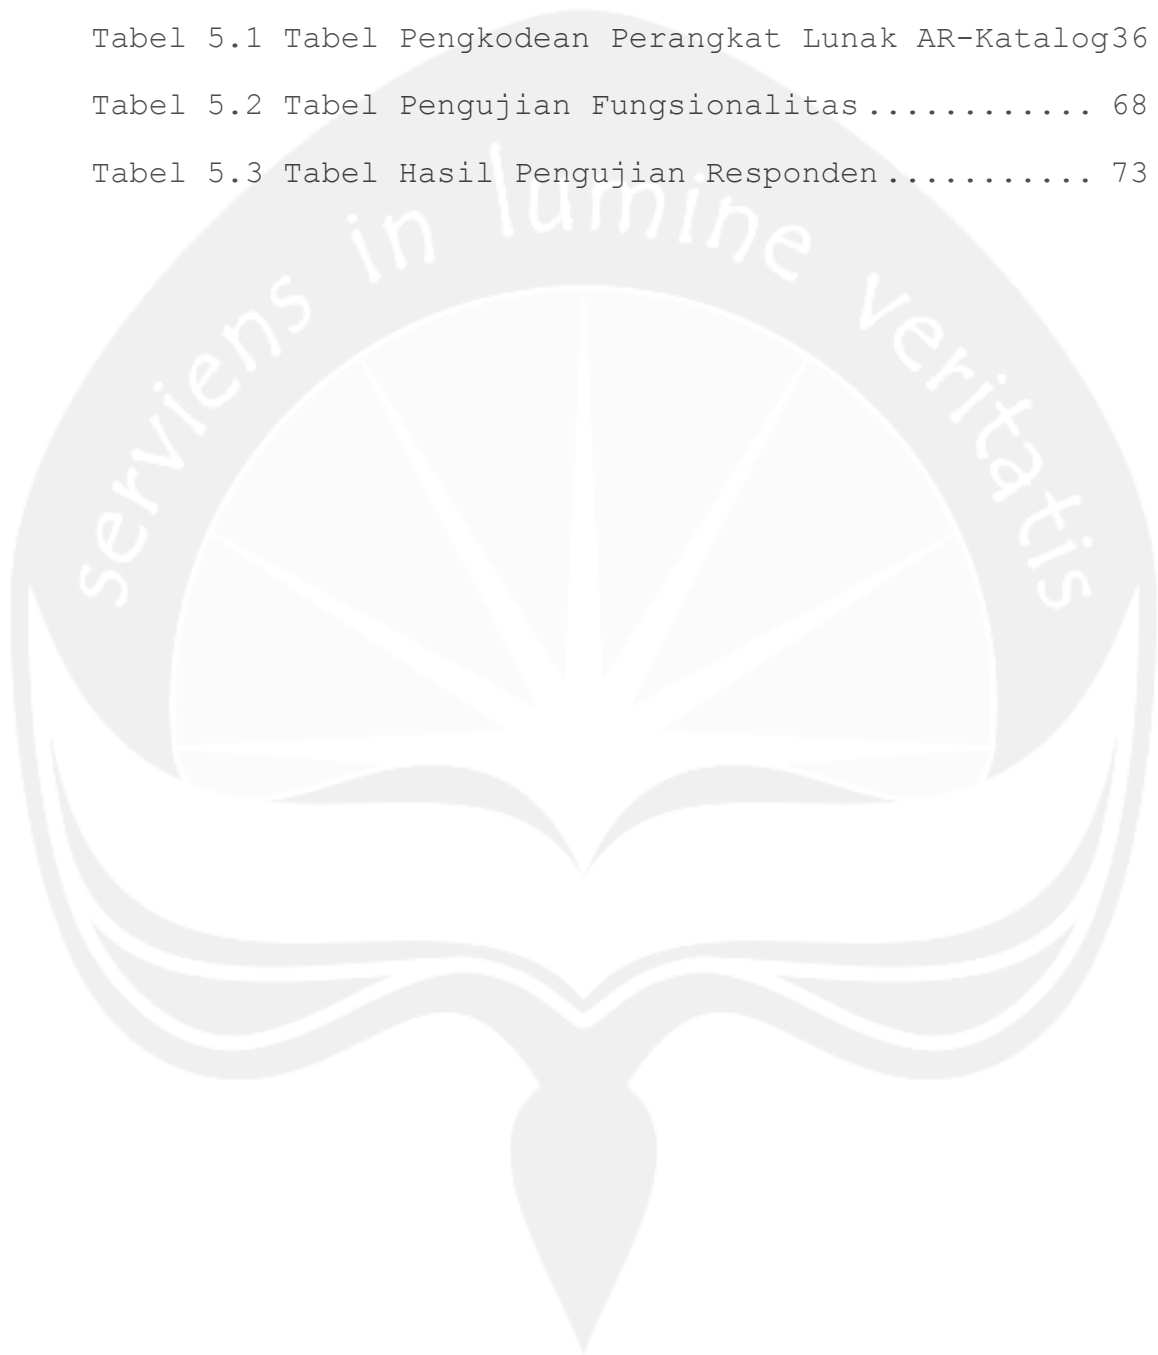 Tabel 5.1 Tabel Pengkodean Perangkat Lunak AR-Katalog36
Tabel 5.2 Tabel Pengujian Fungsionalitas............ 68
Tabel 5.3 Tabel Hasil Pengujian Responden........... 73
serviens in lumine veritatis